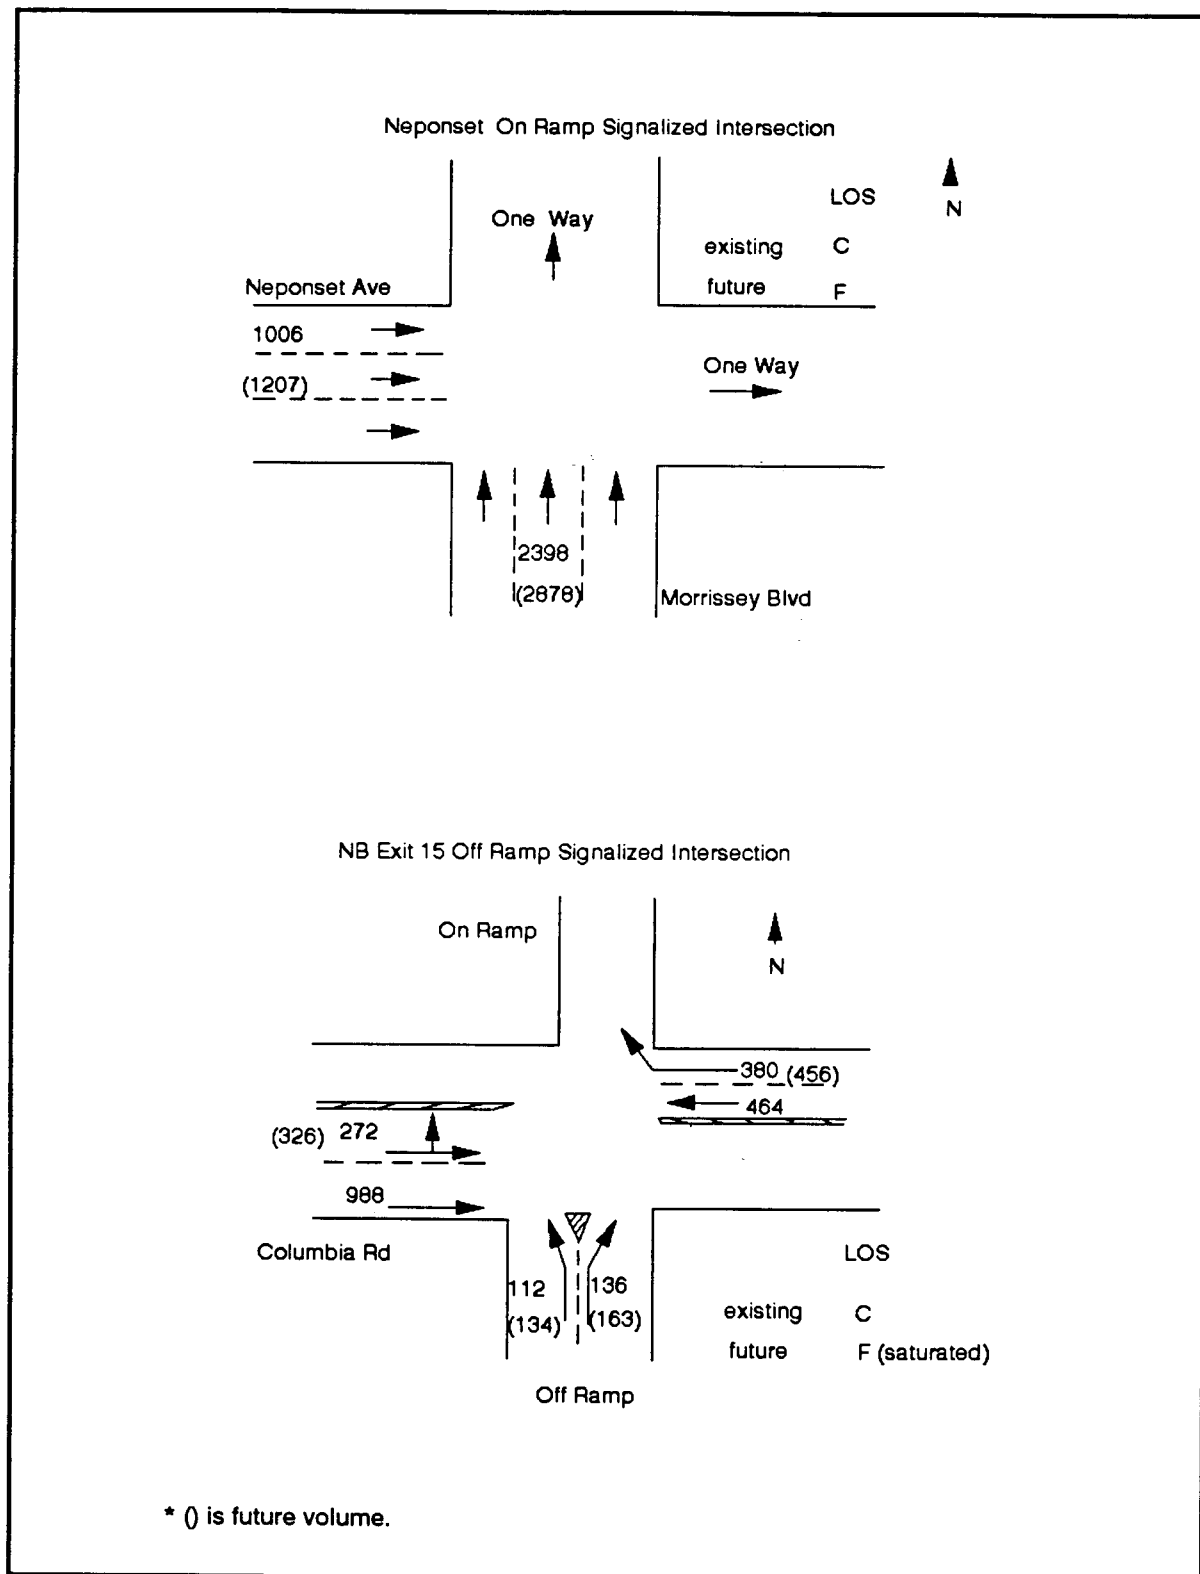 Neponset On Ramp Signalized Intersection
LOS
N
One Way
existing C
future F
Neponset Ave
1006
(1207)
One Way
2398
(2878)
Morrissey Blvd
NB Exit 15 Off Ramp Signalized Intersection
On Ramp
N
380 (456)
464
(326) 272
988
Columbia Rd
112 136
(134) (163)
LOS
existing C
future F (saturated)
Off Ramp
* () is future volume.